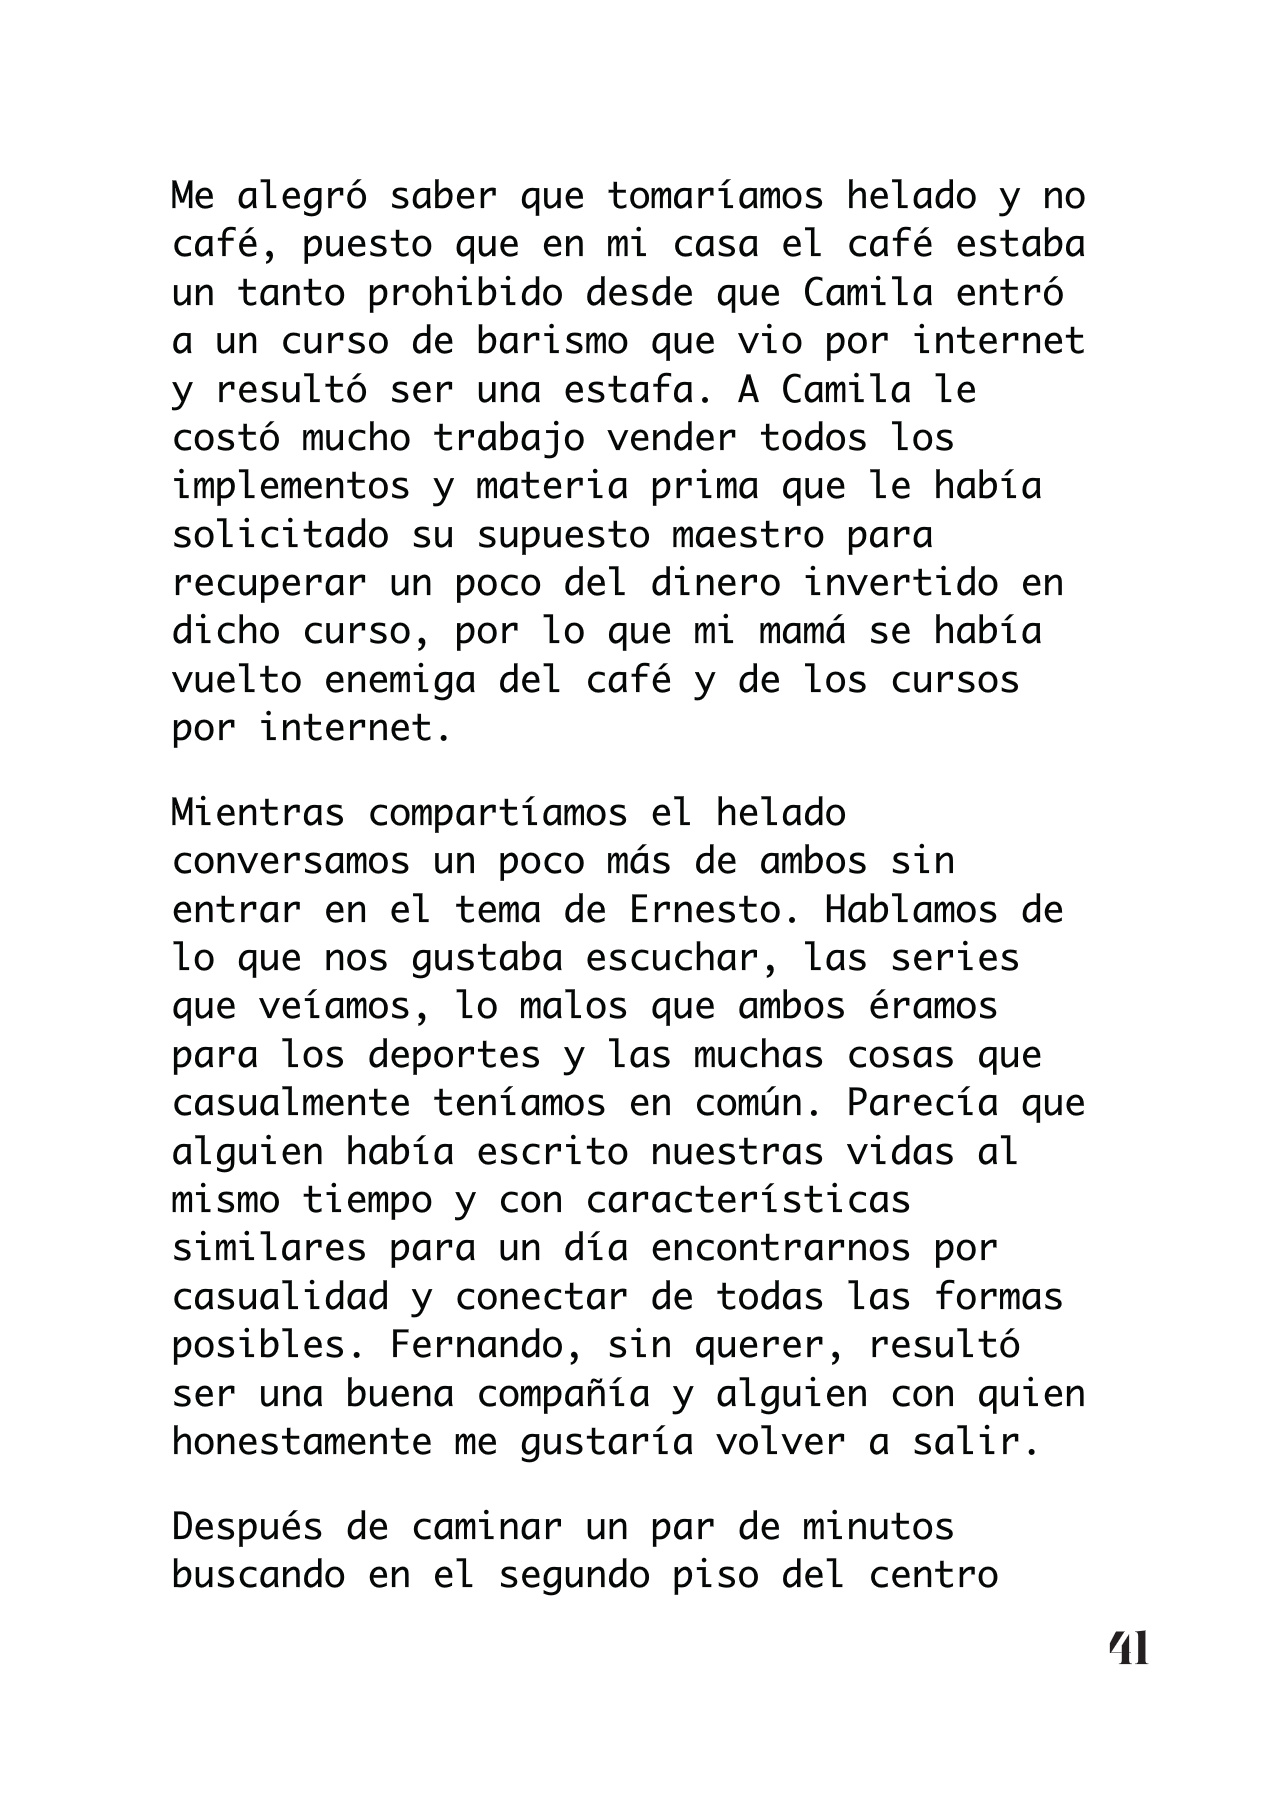 Me alegró saber que tomaríamos helado y no
café, puesto que en mi casa el café estaba
un tanto prohibido desde que Camila entró
a un curso de barismo que vio por internet
y resultó ser una estafa. A Camila le
costó mucho trabajo vender todos los
implementos y materia prima que le había
solicitado su supuesto maestro para
recuperar un poco del dinero invertido en
dicho curso, por lo que mi mamá se había
vuelto enemiga del café y de los cursos
por internet.
Mientras compartíamos el helado
conversamos un poco más de ambos sin
entrar en el tema de Ernesto. Hablamos de
lo que nos gustaba escuchar, las series
que veíamos, lo malos que ambos éramos
para los deportes y las muchas cosas que
casualmente teníamos en común. Parecía que
alguien había escrito nuestras vidas al
mismo tiempo y con características
similares para un día encontrarnos por
casualidad y conectar de todas las formas
posibles. Fernando, sin querer, resultó
ser una buena compañía y alguien con quien
honestamente me gustaría volver a salir.
Después de caminar un par de minutos
buscando en el segundo piso del centro
41